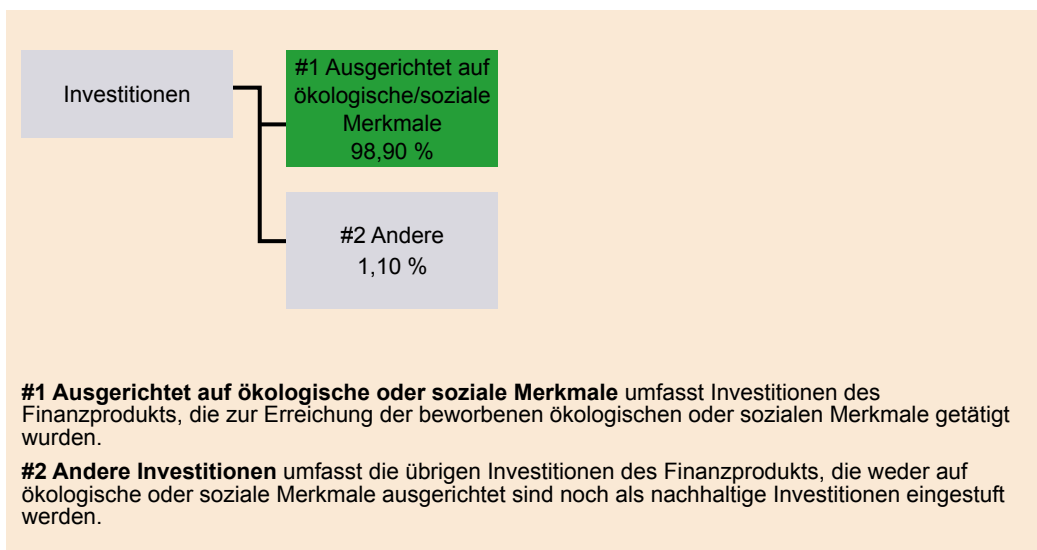 Investitionen
#1 Ausgerichtet auf
ökologische/soziale
Merkmale
98,90 %
#2 Andere
1,10 %
#1 Ausgerichtet auf ökologische oder soziale Merkmale umfasst Investitionen des
Finanzprodukts, die zur Erreichung der beworbenen ökologischen oder sozialen Merkmale getätigt
wurden.
#2 Andere Investitionen umfasst die übrigen Investitionen des Finanzprodukts, die weder auf
ökologische oder soziale Merkmale ausgerichtet sind noch als nachhaltige Investitionen eingestuft
werden.